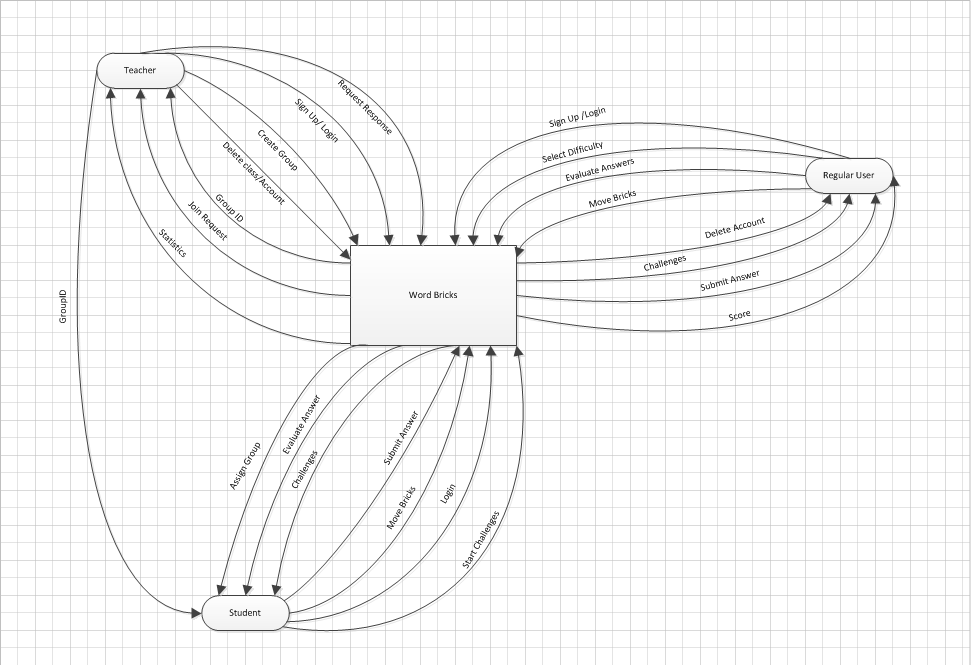 Teacher
Request Response
Sign Up/ Login
Create Group
Delete class/Account
Group ID
Join Request
Statistics
GroupID
Sign Up /Login
Select Difficulty
Evaluate Answers
Move Bricks
Regular User
Delete Account
Challenges
Submit Answer
Score
Word Bricks
Assign Group
Evaluate Answer
Challenges
Submit Answer
Move Bricks
Login
Start Challenges
Student